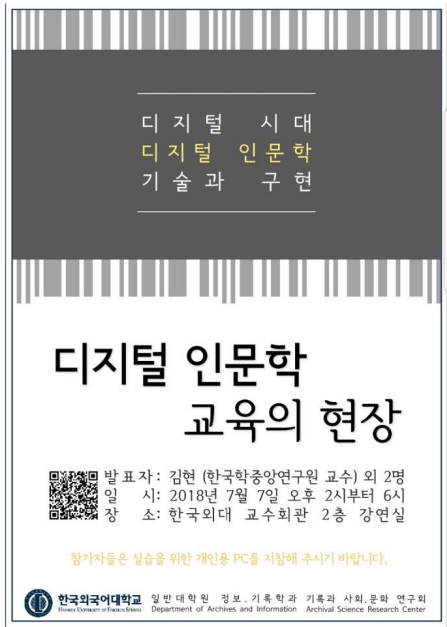 디지털 시대
디지털 인문학
기술과 구현
디지털 인문학
교육의 현장
발표자: 김현 (한국학중앙연구원 교수) 외 2명
일 시: 2018년 7월 7일 오후 2시부터 6시
장 소: 한국외대 교수회관 2층 강연실
참가자들은 실습을 위한 개인용 PC를 지참해 주시기 바랍니다.
한국외국어대학교 일반대학원 정보·기록학과 기록과 사회·문화 연구회
Hankuk University of Foreign Studies Department of Archives and Information Archival Science Research Center